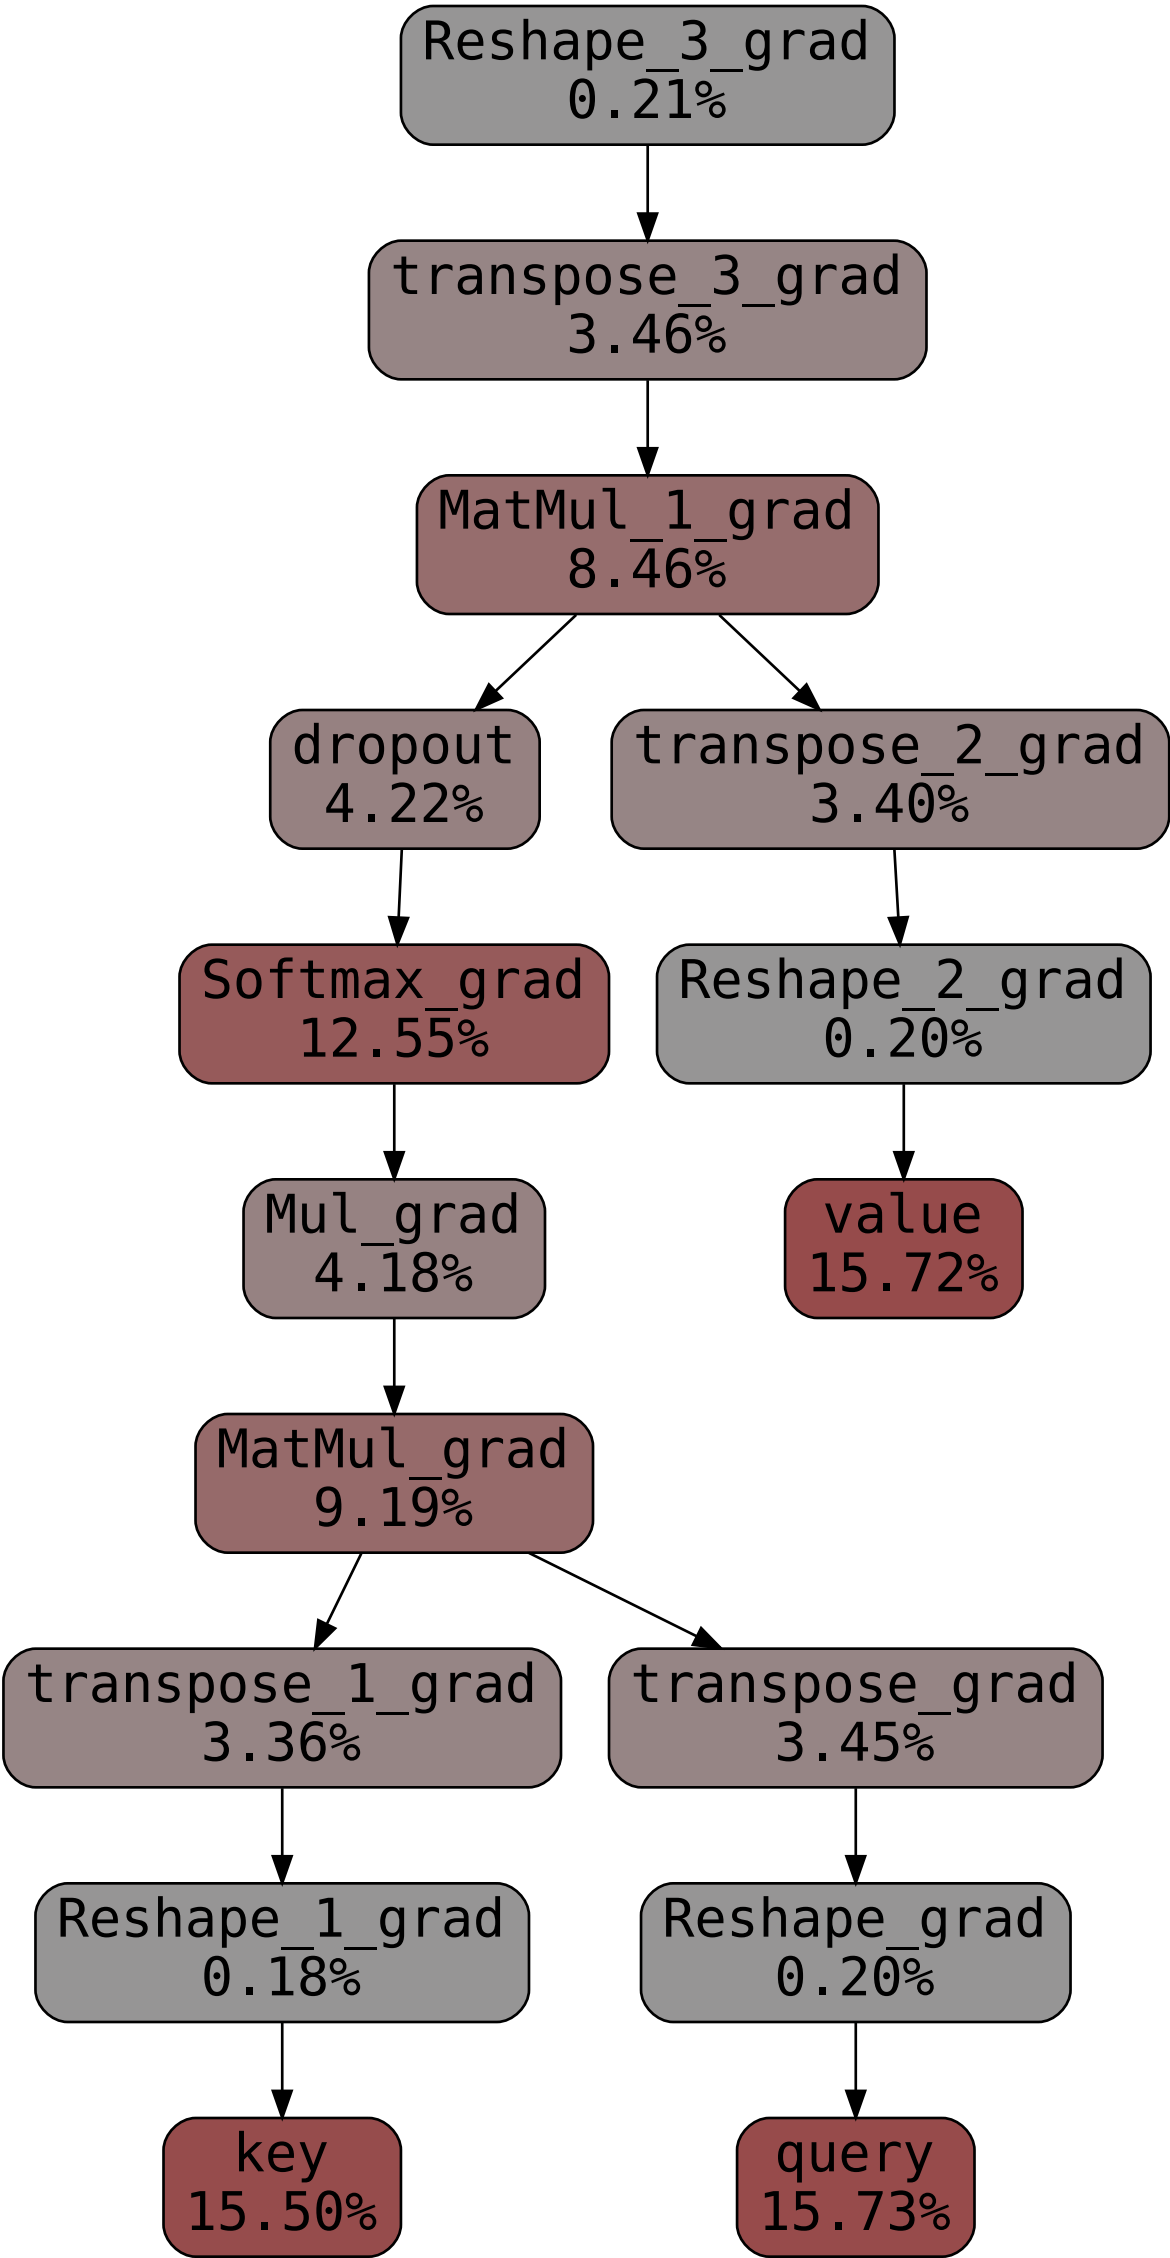 Reshape_3_grad
0.21%
transpose_3_grad
3.46%
MatMul_1_grad
8.46%
dropout
4.22%
transpose_2_grad
3.40%
Softmax_grad
12.55%
Reshape_2_grad
0.20%
Mul_grad
4.18%
value
15.72%
MatMul_grad
9.19%
transpose_1_grad
3.36%
transpose_grad
3.45%
Reshape_1_grad
0.18%
Reshape_grad
0.20%
key
15.50%
query
15.73%